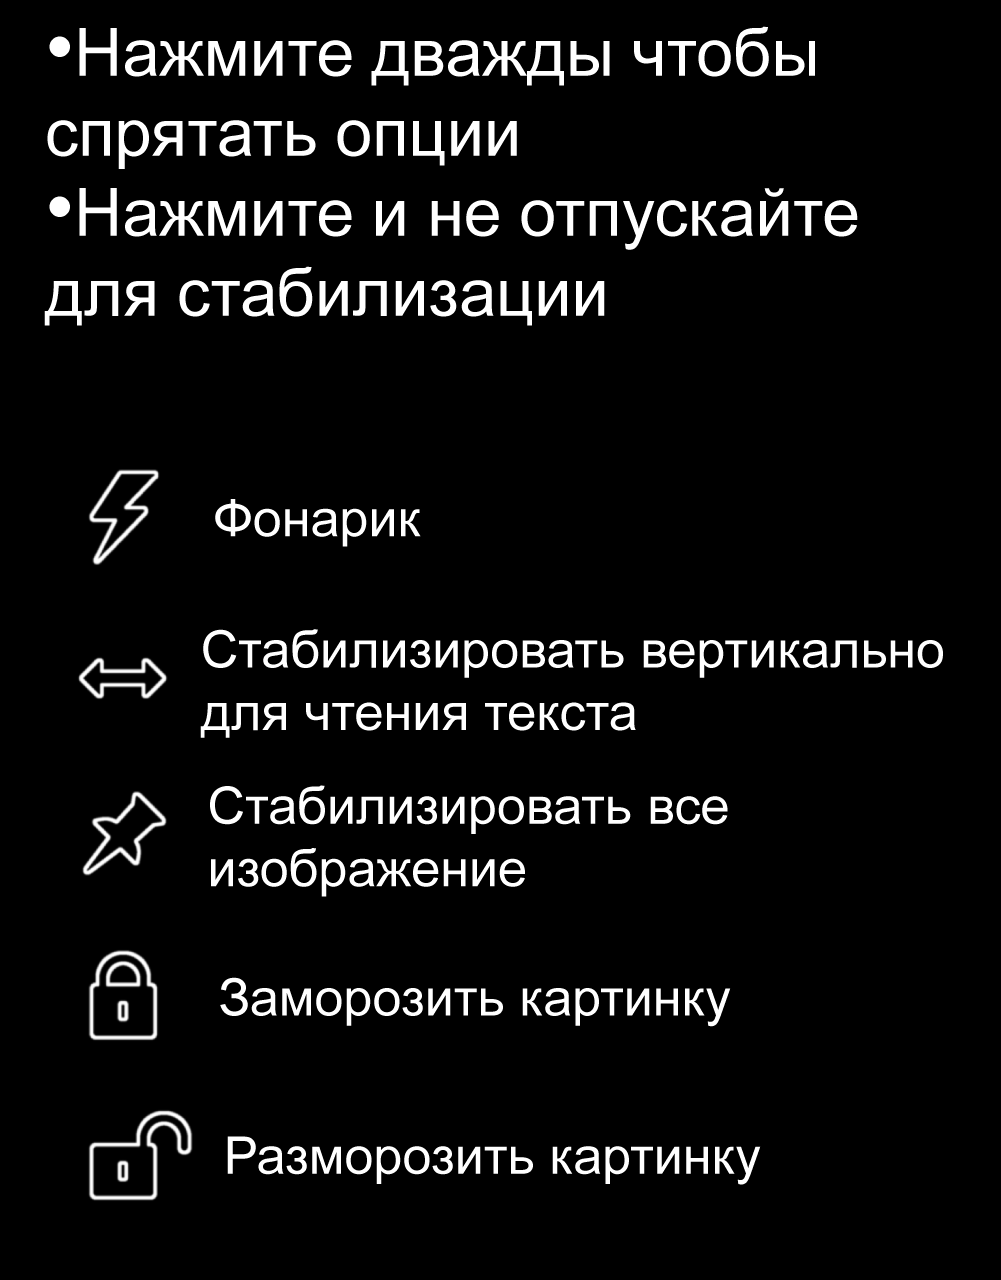 •Нажмите дважды чтобы
спрятать опции
•Нажмите и не отпускайте
для стабилизации
Фонарик
Стабилизировать вертикально
для чтения текста
Стабилизировать все
изображение
Заморозить картинку
Разморозить картинку